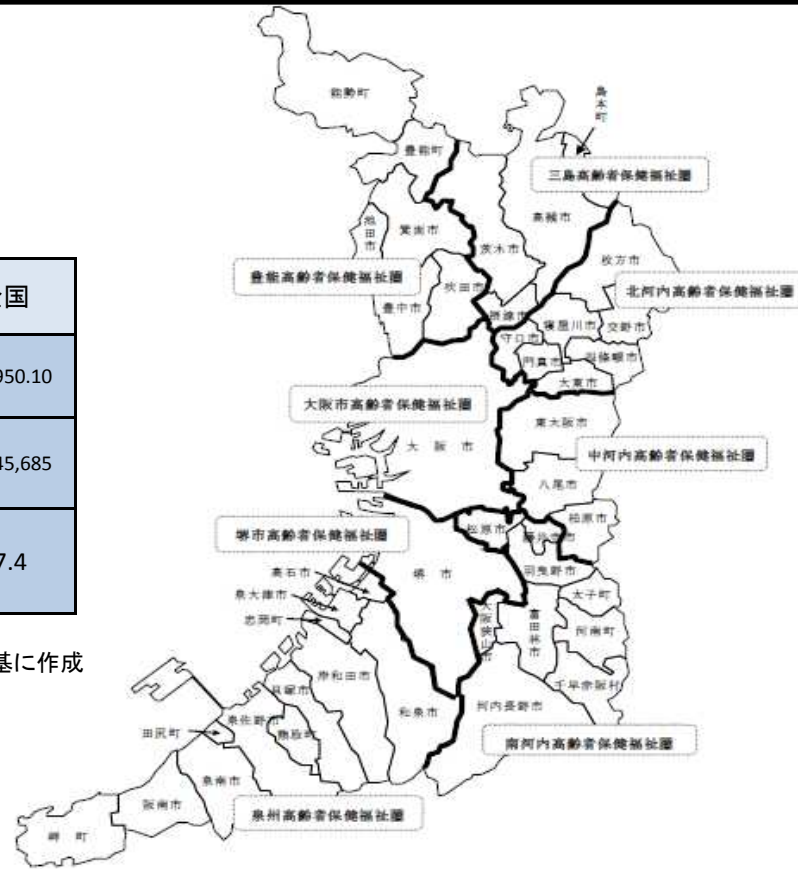 能勢町
島本町
豊能町
三島高齢者保健福祉圏
高槻市
池田市
箕面市
茨木市
枚方市
豊能高齢者保健福祉圏
吹田市
北河内高齢者保健福祉圏
豊中市
摂津市
寝屋川市
交野市
守口市
門真市
四條畷市
大東市
大阪市高齢者保健福祉圏
東大阪市
大阪市
中河内高齢者保健福祉圏
八尾市
柏原市
堺市高齢者保健福祉圏
松原市
藤井寺市
高石市
堺市
羽曳野市
泉大津市
太子町
忠岡町
大阪狭山市
富田林市
河南町
岸和田市
千早赤阪村
貝塚市
和泉市
河内長野市
泉佐野市
田尻町
熊取町
南河内高齢者保健福祉圏
泉南市
阪南市
泉州高齢者保健福祉圏
岬町
国
950.10
45,685
7.4
基に作成